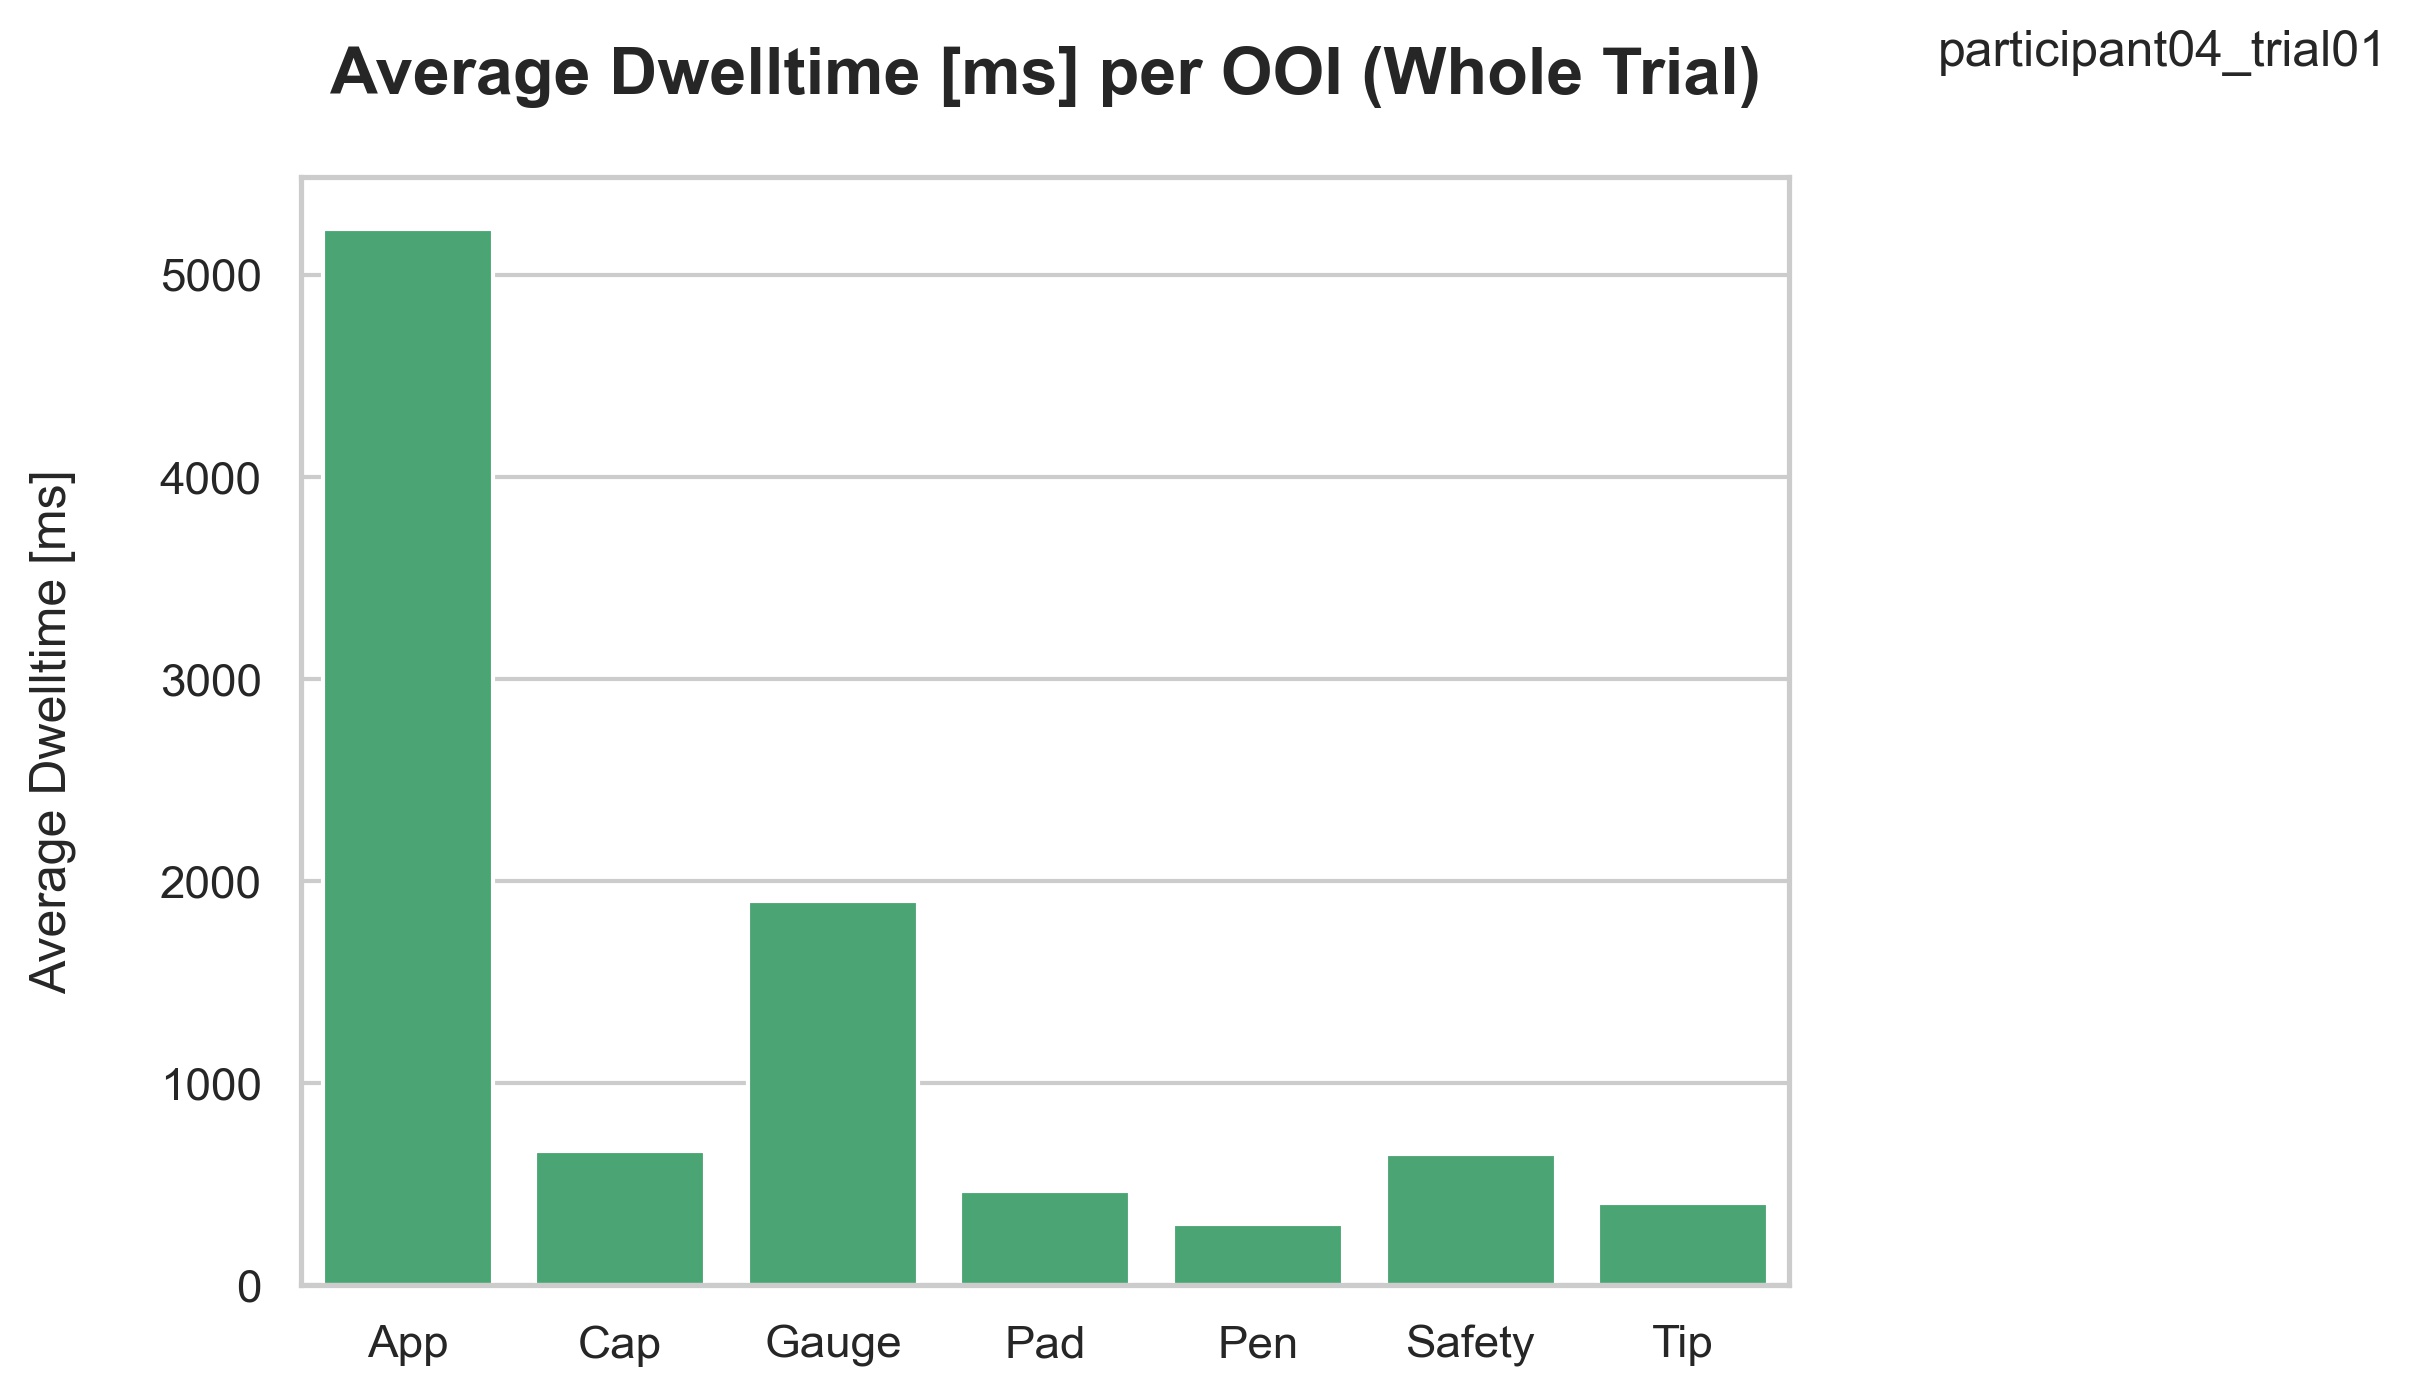 participant04_trial01
Average Dwelltime [ms] per OOI (Whole Trial)
Average Dwelltime [ms]
5000
4000
3000
2000
1000
0
App Cap Gauge Pad Pen Safety Tip